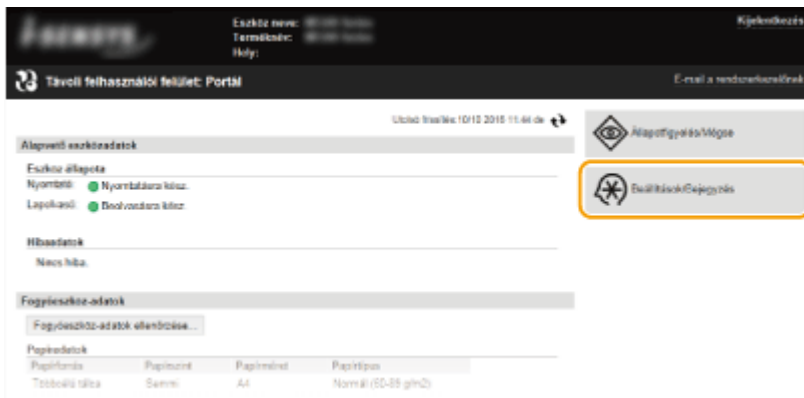 Eszköz neve:
Terméknév:
Hely:
Kijelentkezés
Távoli felhasználói felület: Portál
E-mail a rendszerkezelőnek
Utolsó frissítés: 10/10 2018 11:44 de
Alapvető eszközadatok
Eszköz állapota
Nyomtató: Nyomtatásra kész.
Lapolvasó: Beolvasásra kész.
Hibaadatok
Nincs hiba.
Fogyóeszköz-adatok
Fogyóeszköz-adatok ellenőrzése...
Papíradatok
Papírforrás Papírszint Papírméret Papírtípus
Többcélú tálca Semmi A4 Normál (60-89 g/m2)
Állapotfigyelés/Mégse
Beállítások/Bejegyzés